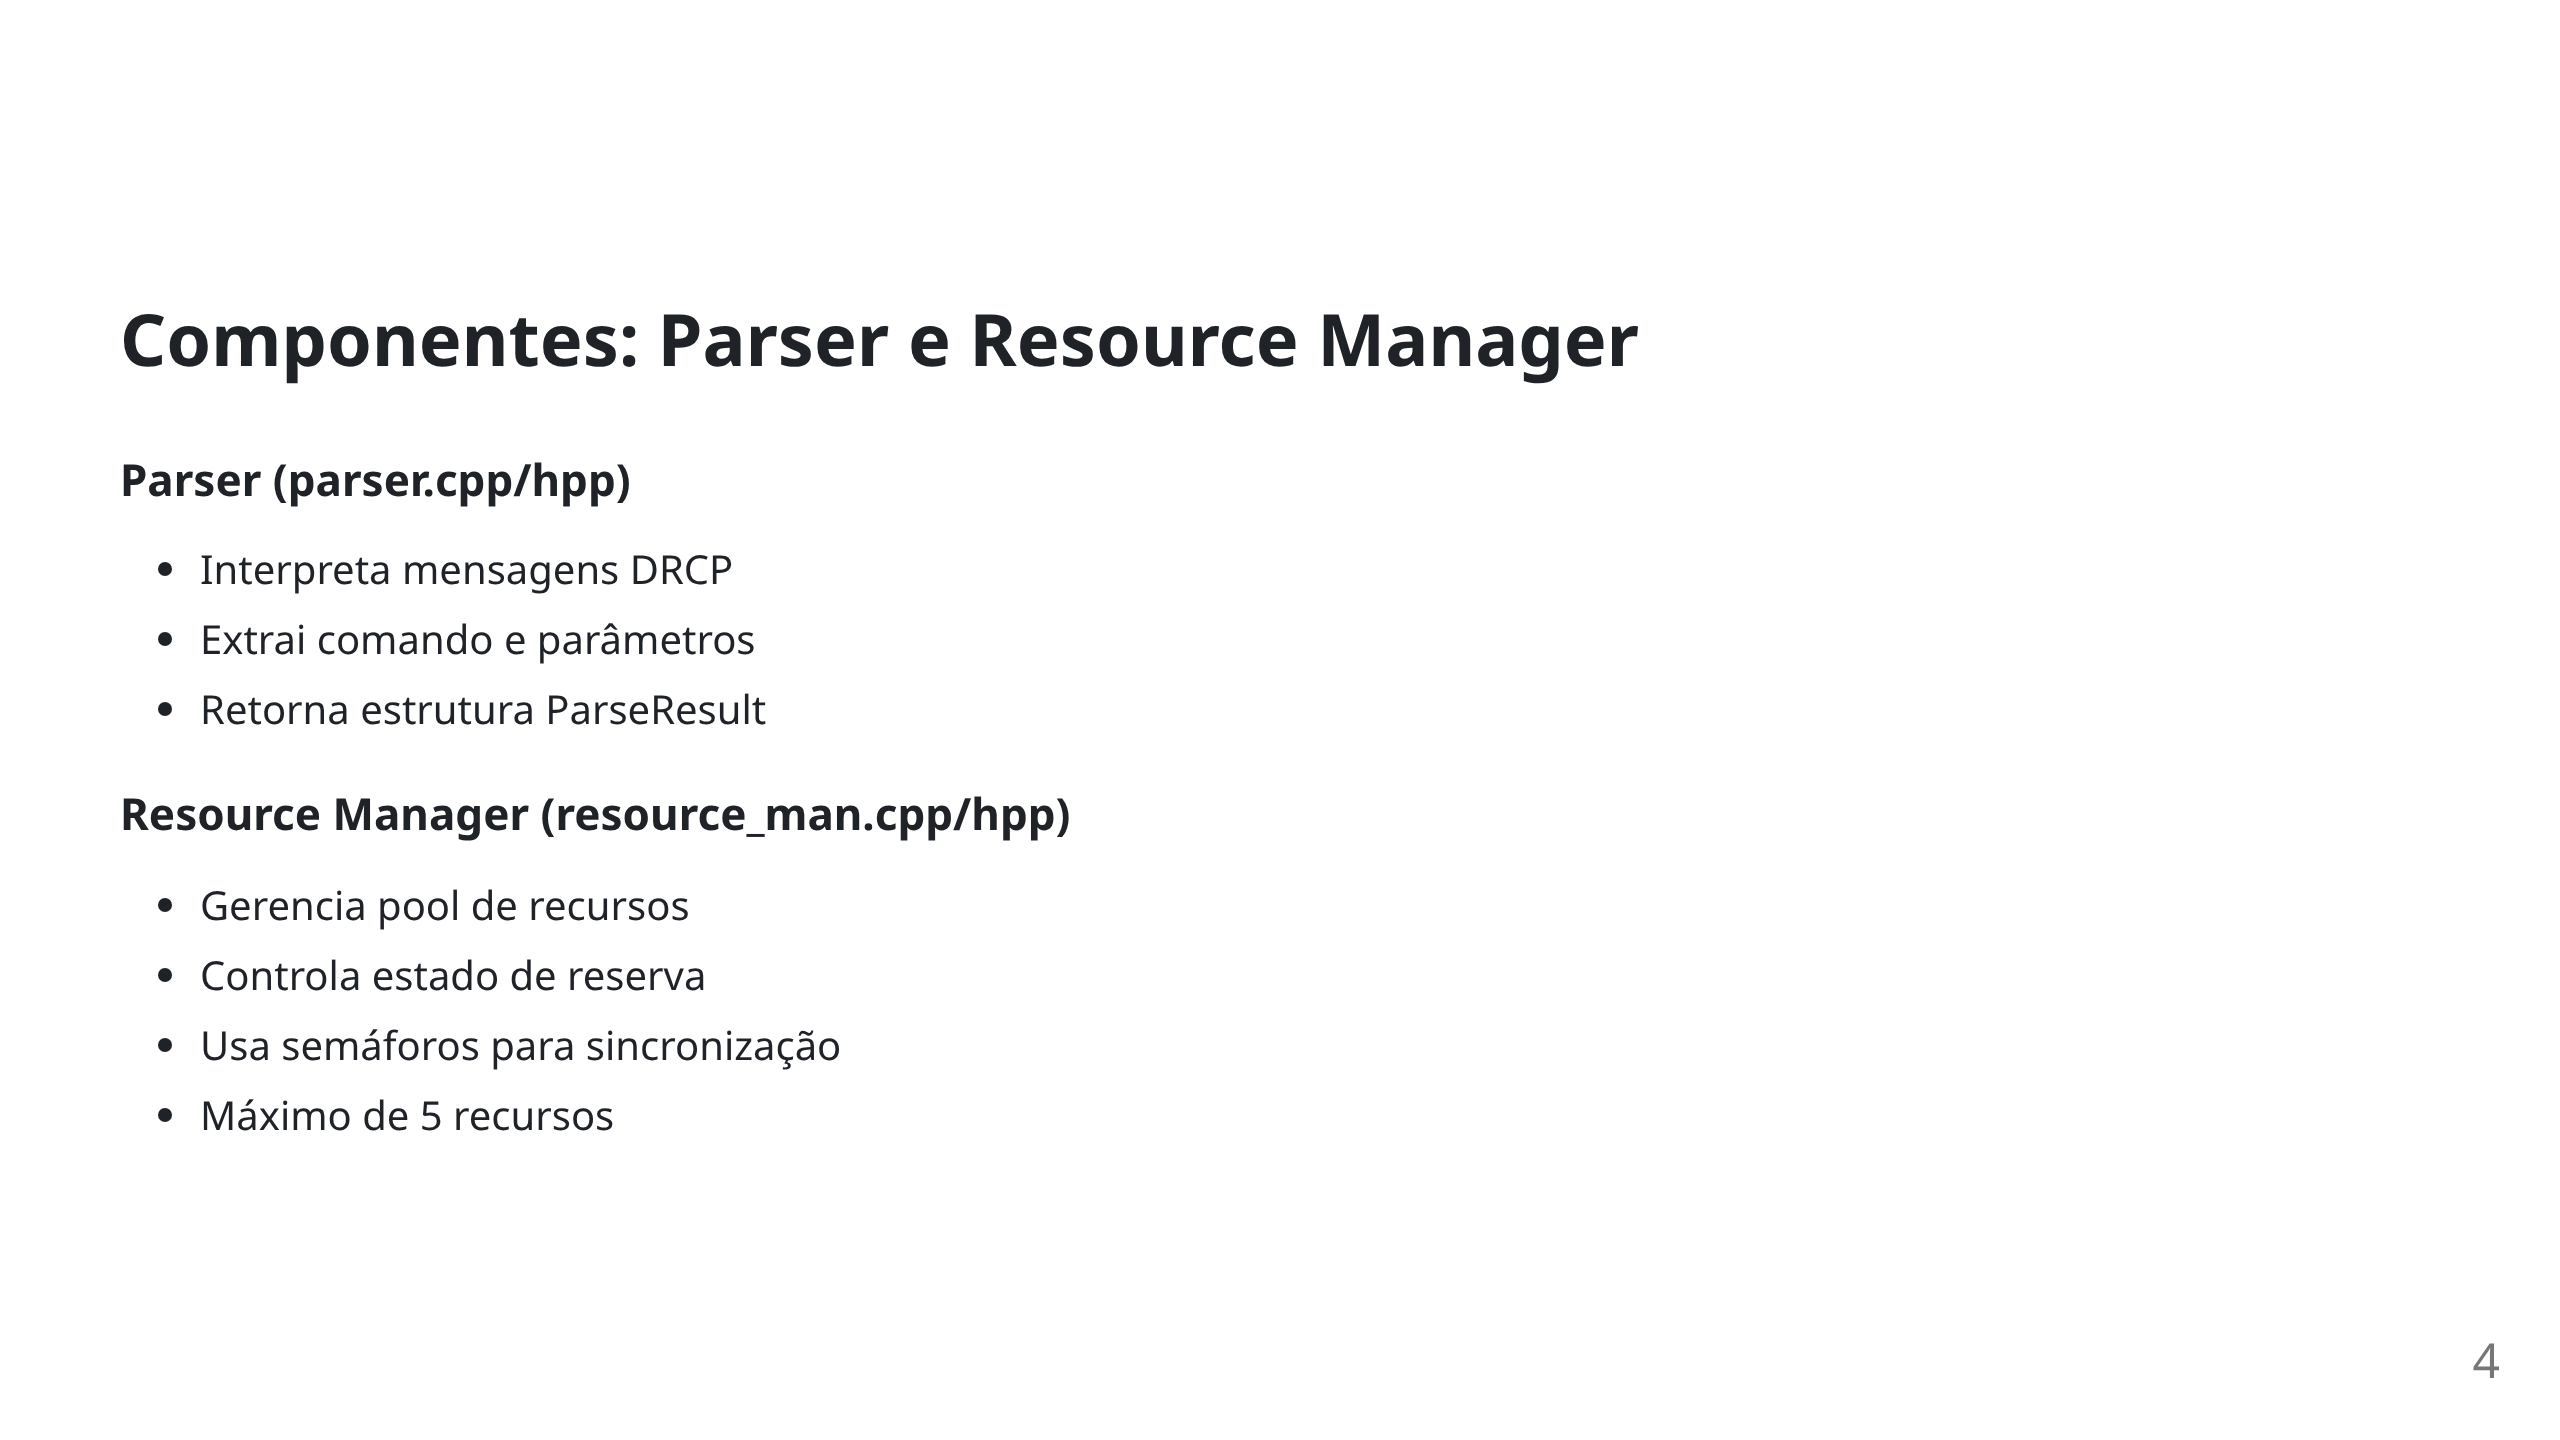 Componentes: Parser e Resource Manager
Parser (parser.cpp/hpp)
• Interpreta mensagens DRCP
• Extrai comando e parâmetros
• Retorna estrutura ParseResult
Resource Manager (resource_man.cpp/hpp)
• Gerencia pool de recursos
• Controla estado de reserva
• Usa semáforos para sincronização
• Máximo de 5 recursos
4